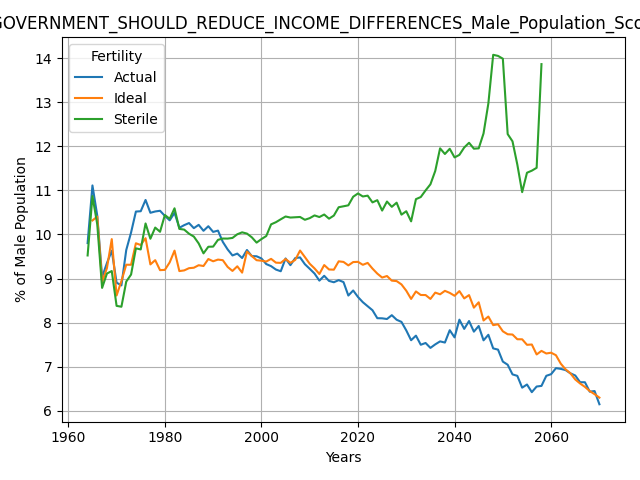 GOVERNMENT_SHOULD_REDUCE_INCOME_DIFFERENCES_Male_Population_Sco
Fertility
Actual
Ideal
Sterile
% of Male Population
14
13
12
11
10
9
8
7
6
1960
1980
2000
2020
2040
2060
Years